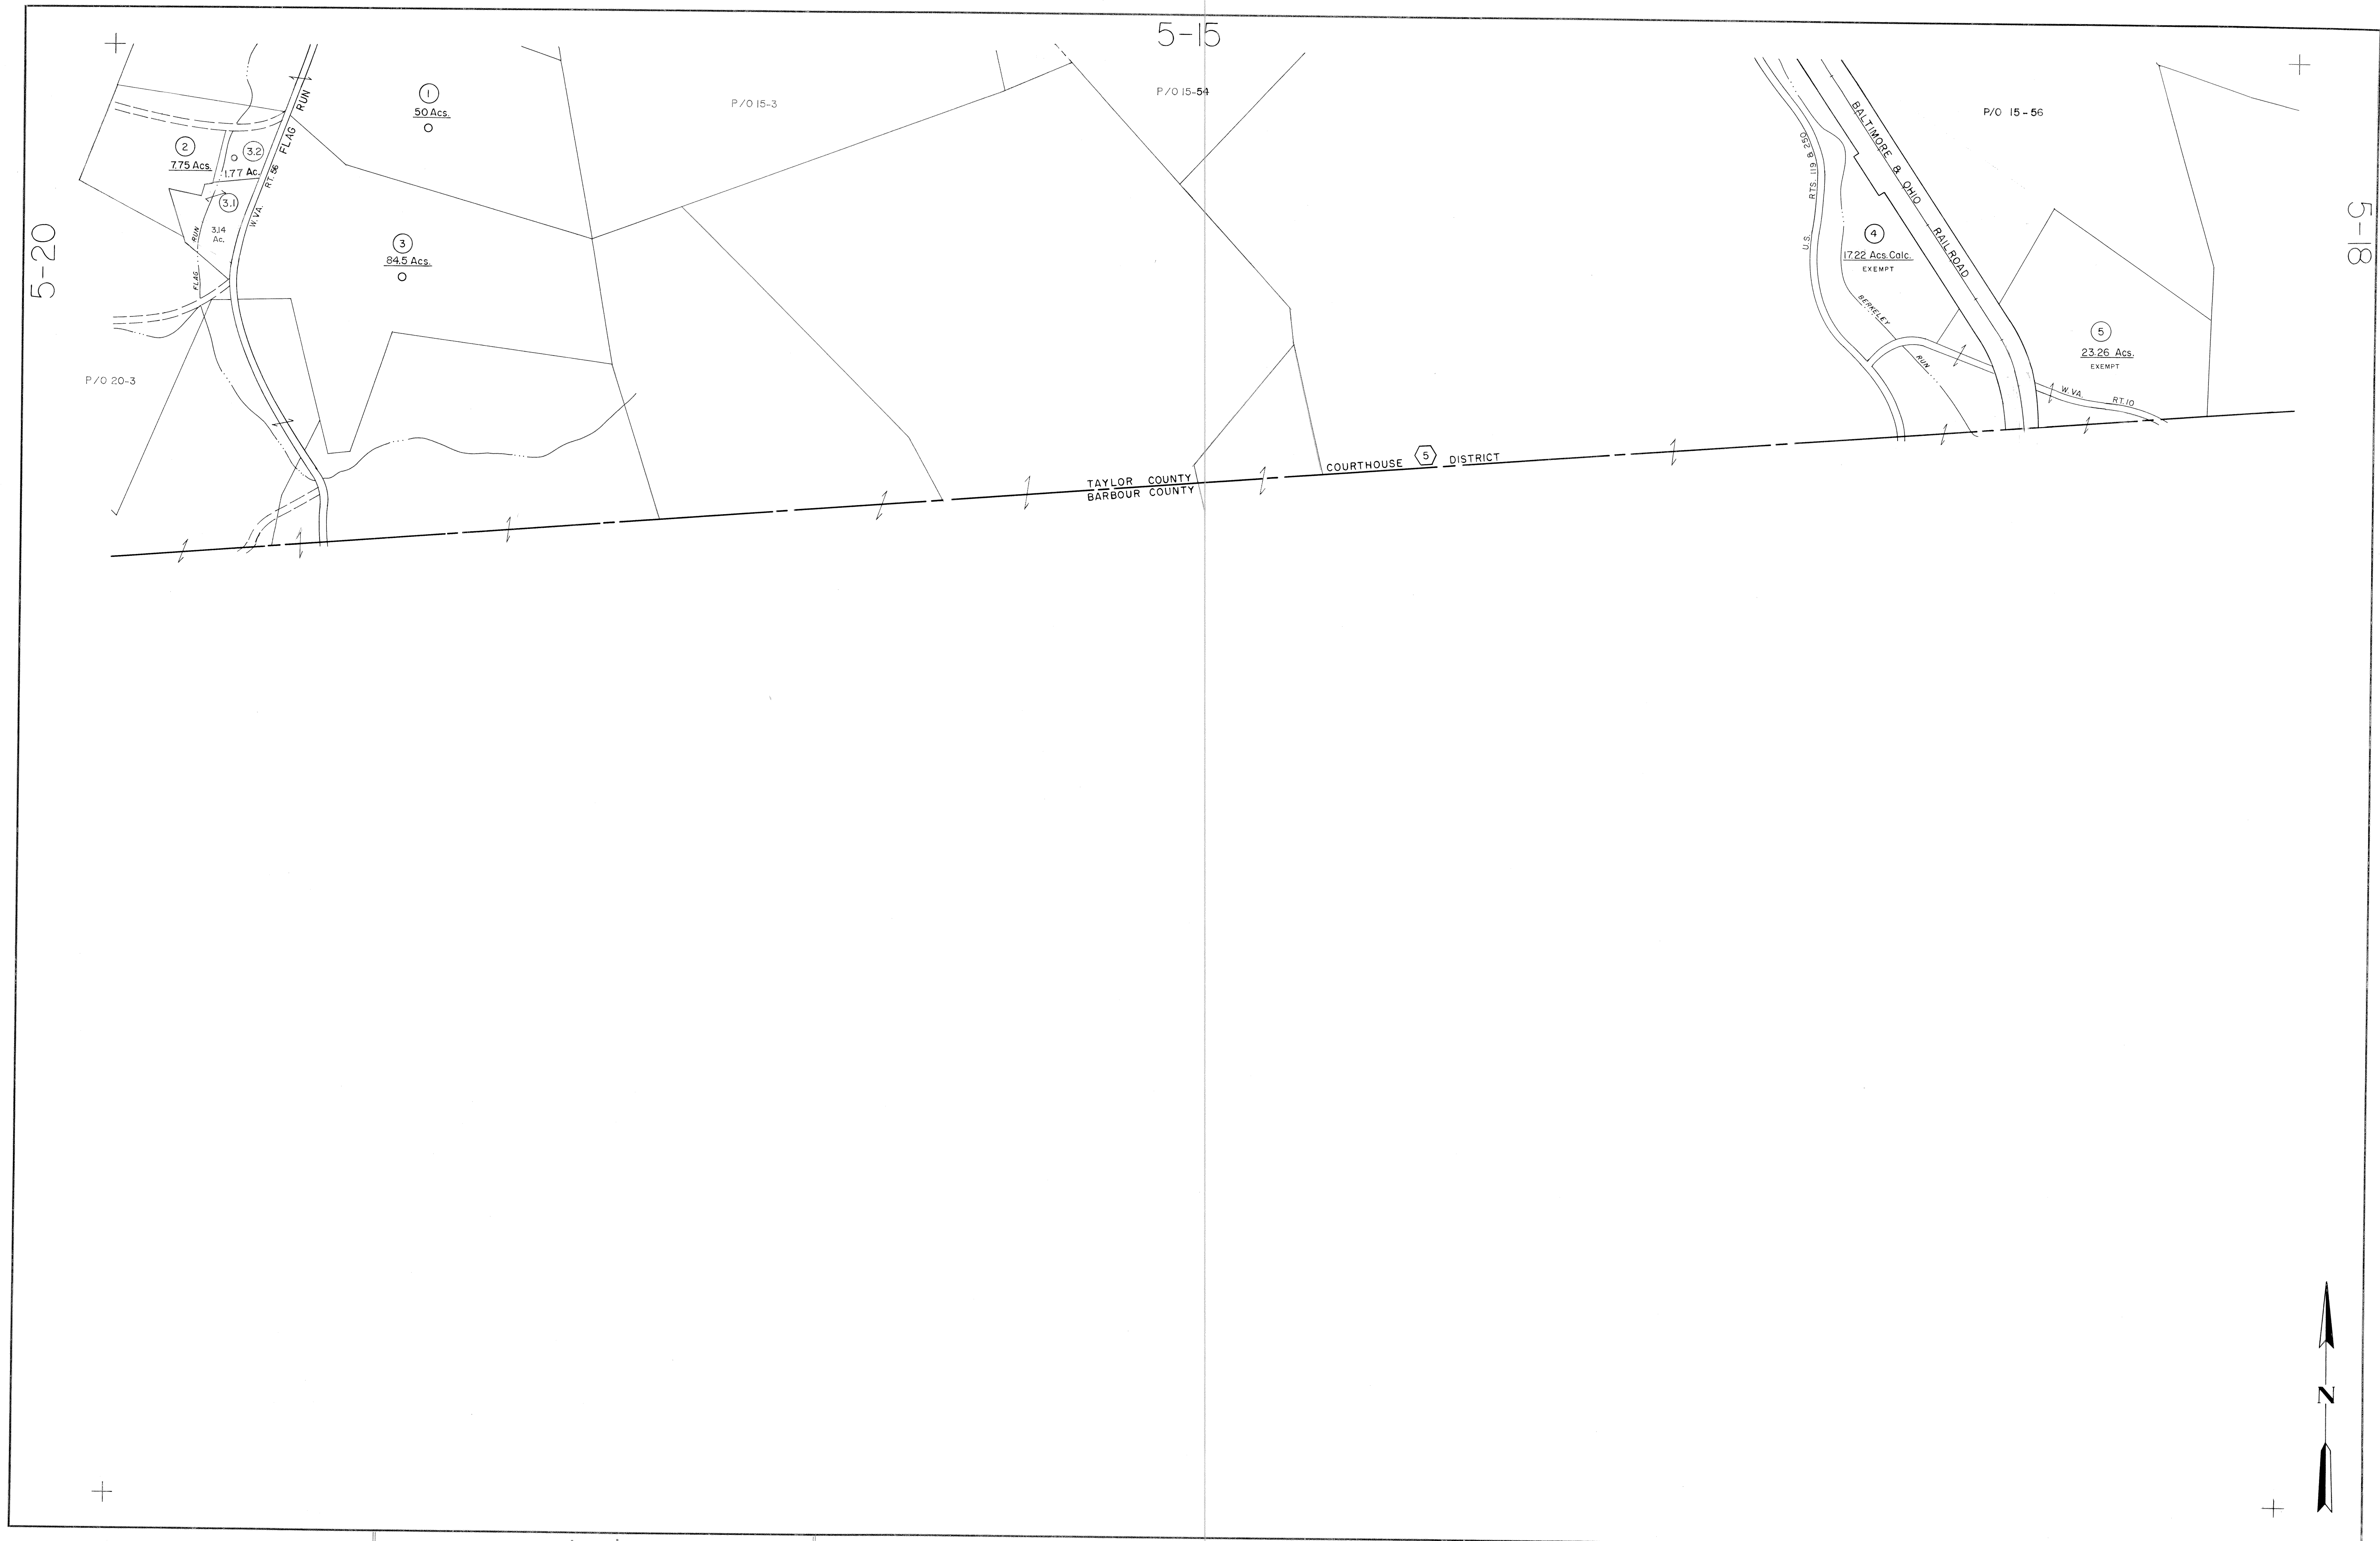 5-15
5-20
5-18
1
50 Acs.
P/O 15-3
P/O 15-54
P/O 15-56
2
7.75 Acs.
3.2
1.77 Ac.
3.1
3.14
Ac.
FLAG RUN
W.VA. RT. 56
FLAG RUN
3
84.5 Acs.
P/O 20-3
U.S. RTS. 119 & 250
BALTIMORE & OHIO RAILROAD
4
17.22 Acs. Calc.
EXEMPT
BERKELEY RUN
5
23.26 Acs.
EXEMPT
W. VA. RT. 10
TAYLOR COUNTY
BARBOUR COUNTY
COURTHOUSE 5 DISTRICT
N